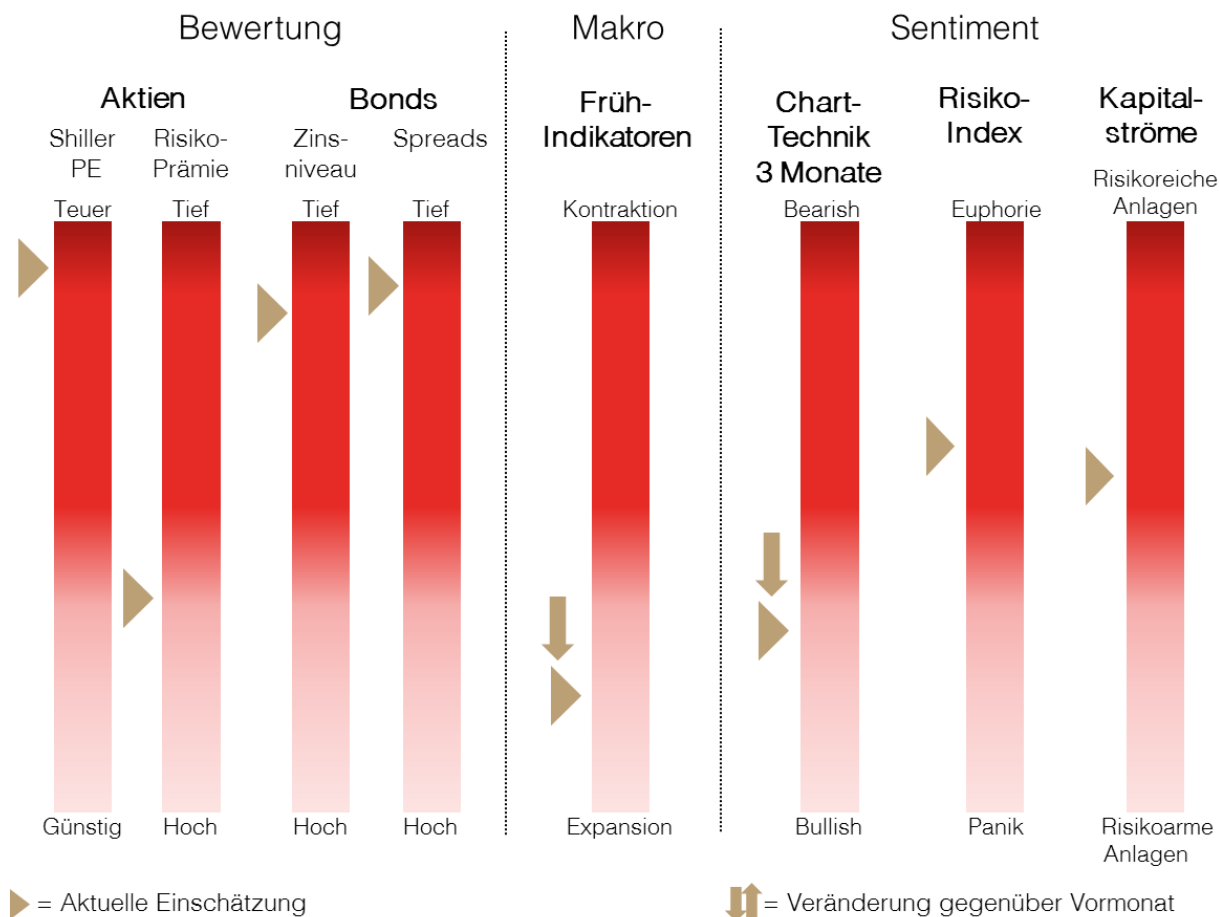 Bewertung
Makro
Sentiment
Aktien
Bonds
Früh-
Indikatoren
Chart-
Technik
3 Monate
Risiko-
Index
Kapital-
ströme
Shiller
PE
Risiko-
Prämie
Zins-
niveau
Spreads
Teuer
Tief
Tief
Tief
Kontraktion
Bearish
Euphorie
Risikoreiche
Anlagen
Günstig
Hoch
Hoch
Hoch
Expansion
Bullish
Panik
Risikoarme
Anlagen
= Aktuelle Einschätzung
= Veränderung gegenüber Vormonat